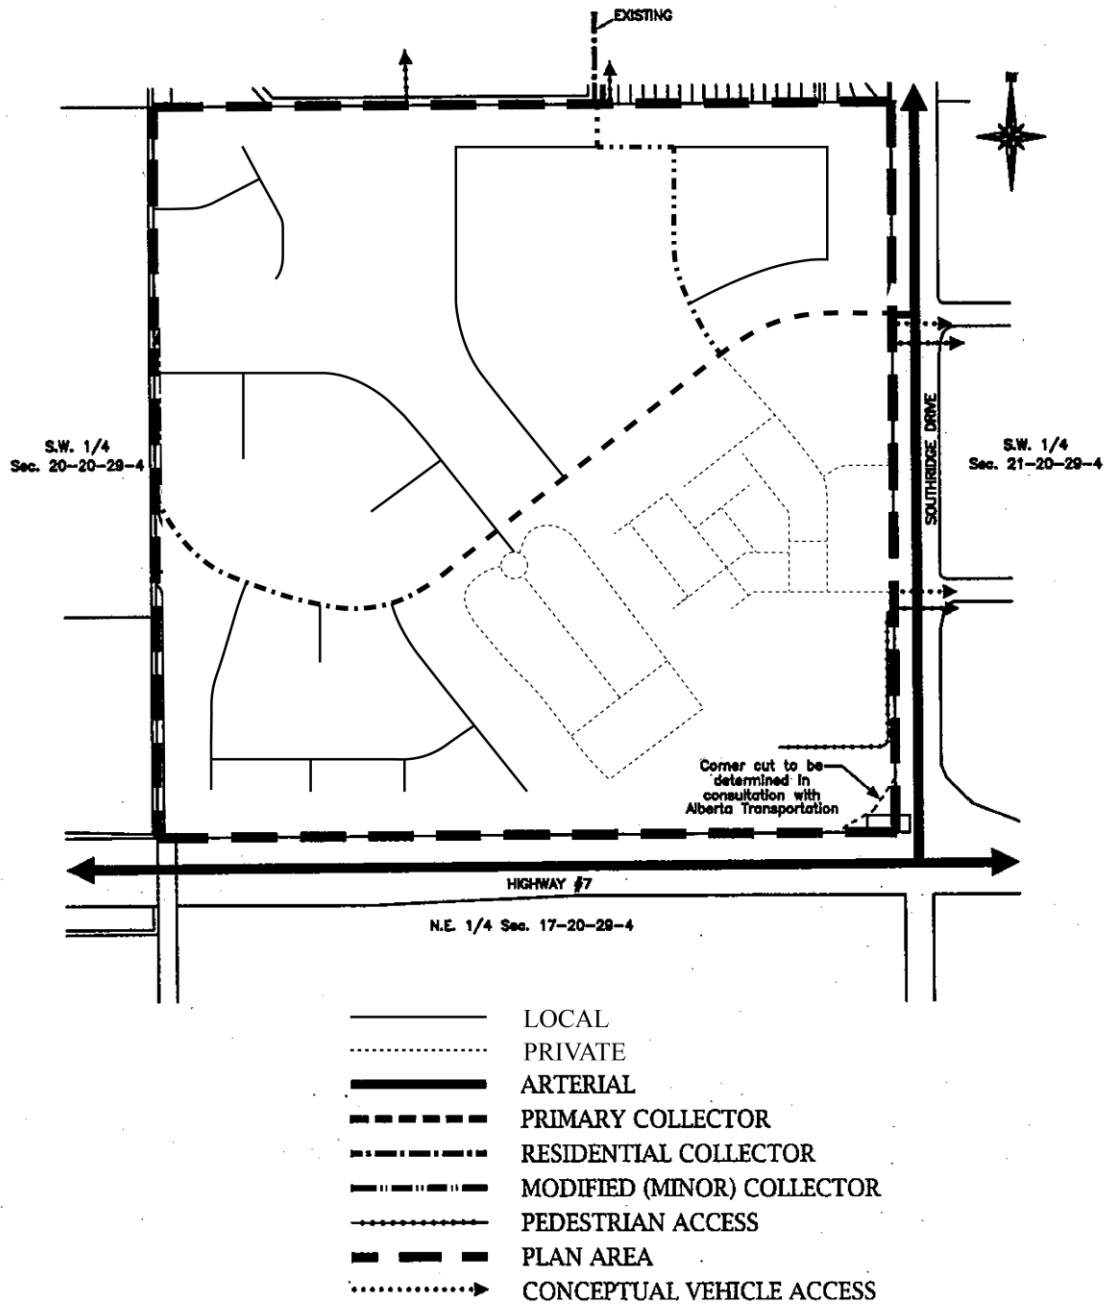 EXISTING
N
S.W. 1/4
Sec. 20-20-29-4
S.W. 1/4
Sec. 21-20-29-4
SOUTHRIDGE DRIVE
Corner cut to be
determined in
consultation with
Alberta Transportation
HIGHWAY #7
N.E. 1/4 Sec. 17-20-29-4
LOCAL
PRIVATE
ARTERIAL
PRIMARY COLLECTOR
RESIDENTIAL COLLECTOR
MODIFIED (MINOR) COLLECTOR
PEDESTRIAN ACCESS
PLAN AREA
CONCEPTUAL VEHICLE ACCESS